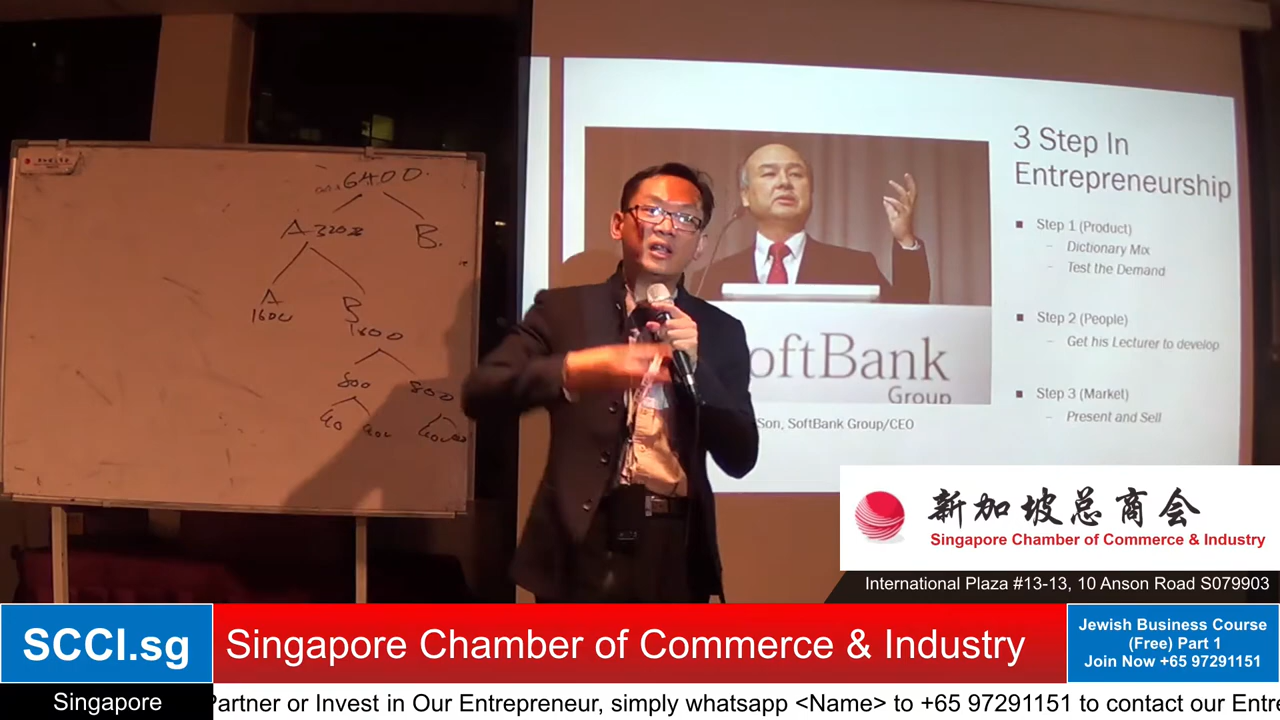 6400
A 3200
B.
A
1600
B
1600
800
800
40
3 Step In
Entrepreneurship
Step 1 (Product)
– Dictionary Mix
– Test the Demand
Step 2 (People)
– Get his Lecturer to develop
Step 3 (Market)
– Present and Sell
oftBank
Group
Son, SoftBank Group/CEO
新加坡总商会
Singapore Chamber of Commerce & Industry
International Plaza #13-13, 10 Anson Road S079903
SCCI.sg
Singapore Chamber of Commerce & Industry
Jewish Business Course
(Free) Part 1
Join Now +65 97291151
Singapore
Partner or Invest in Our Entrepreneur, simply whatsapp <Name> to +65 97291151 to contact our Entre